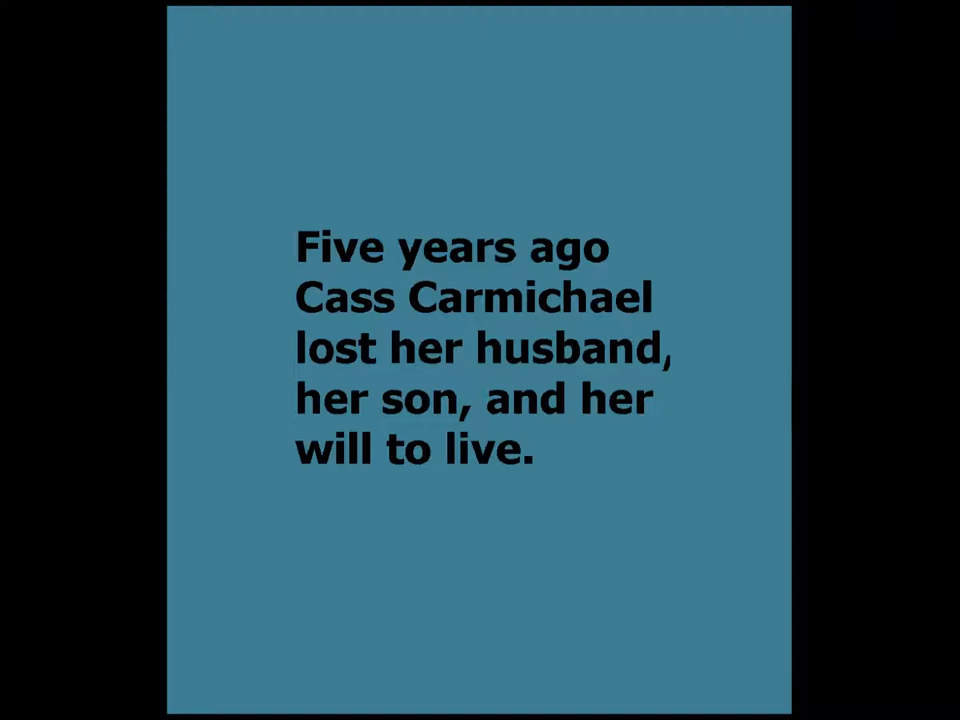 Five years ago
Cass Carmichael
lost her husband,
her son, and her
will to live.